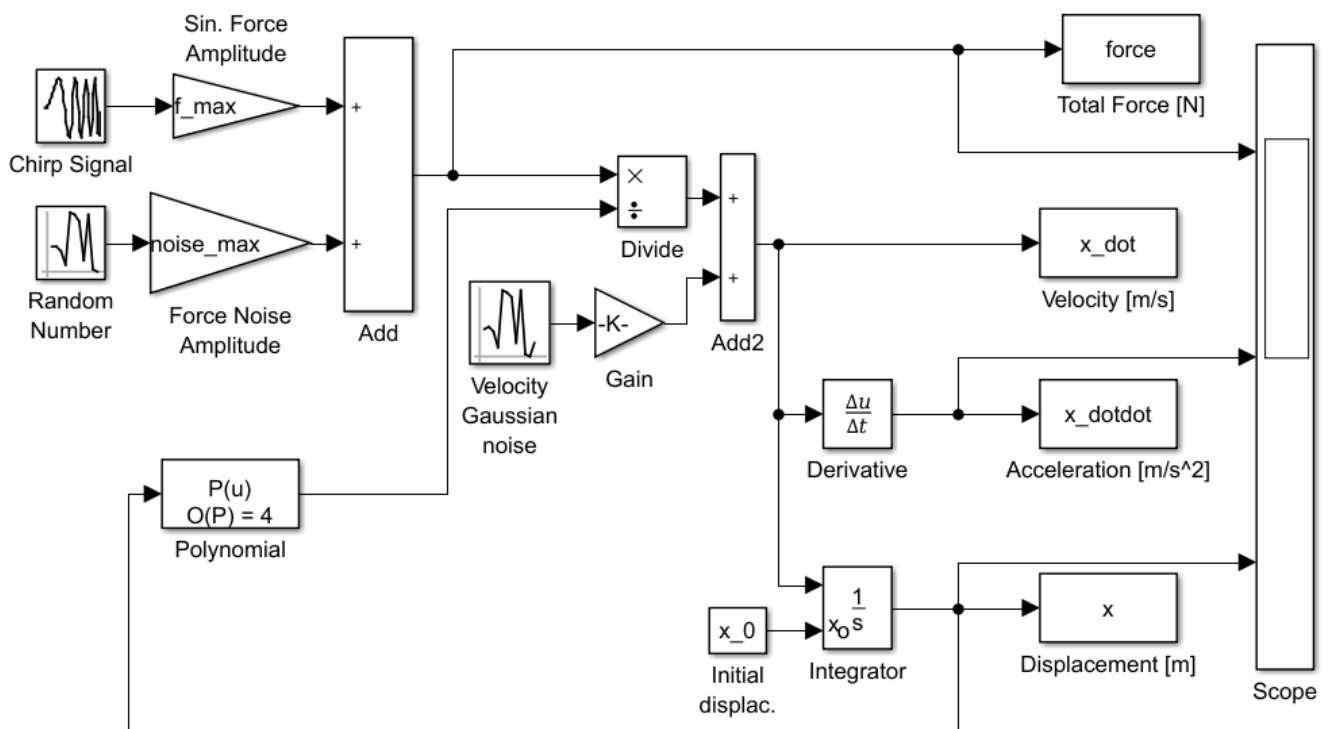 Sin. Force
Amplitude
f_max
Chirp Signal
+
+
Add
noise_max
Random
Number
Force Noise
Amplitude
force
Total Force [N]
×
÷
Divide
+
+
Add2
x_dot
Velocity [m/s]
-K-
Gain
Velocity
Gaussian
noise
Δu
Δt
Derivative
x_dotdot
Acceleration [m/s^2]
P(u)
O(P) = 4
Polynomial
x_0
Initial
displac.
1
xo s
Integrator
x
Displacement [m]
Scope